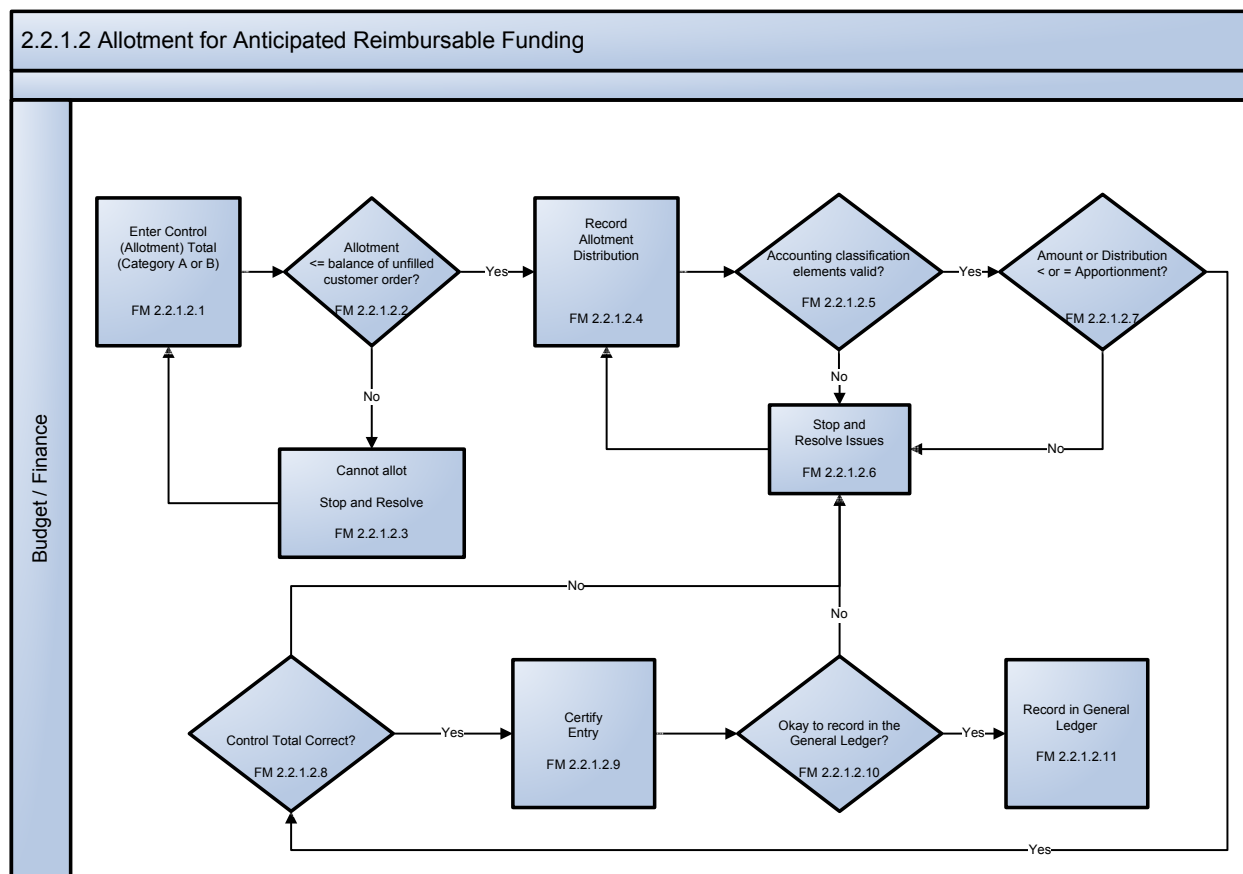 2.2.1.2 Allotment for Anticipated Reimbursable Funding
Budget / Finance
Enter Control
(Allotment) Total
(Category A or B)
FM 2.2.1.2.1
Allotment
<= balance of unfilled
customer order?
FM 2.2.1.2.2
Yes
Record
Allotment
Distribution
FM 2.2.1.2.4
Accounting classification
elements valid?
FM 2.2.1.2.5
Yes
Amount or Distribution
< or = Apportionment?
FM 2.2.1.2.7
No
No
Cannot allot
Stop and Resolve
FM 2.2.1.2.3
Stop and
Resolve Issues
FM 2.2.1.2.6
No
No
No
Control Total Correct?
FM 2.2.1.2.8
Yes
Certify
Entry
FM 2.2.1.2.9
Okay to record in the
General Ledger?
FM 2.2.1.2.10
Yes
Record in General
Ledger
FM 2.2.1.2.11
Yes